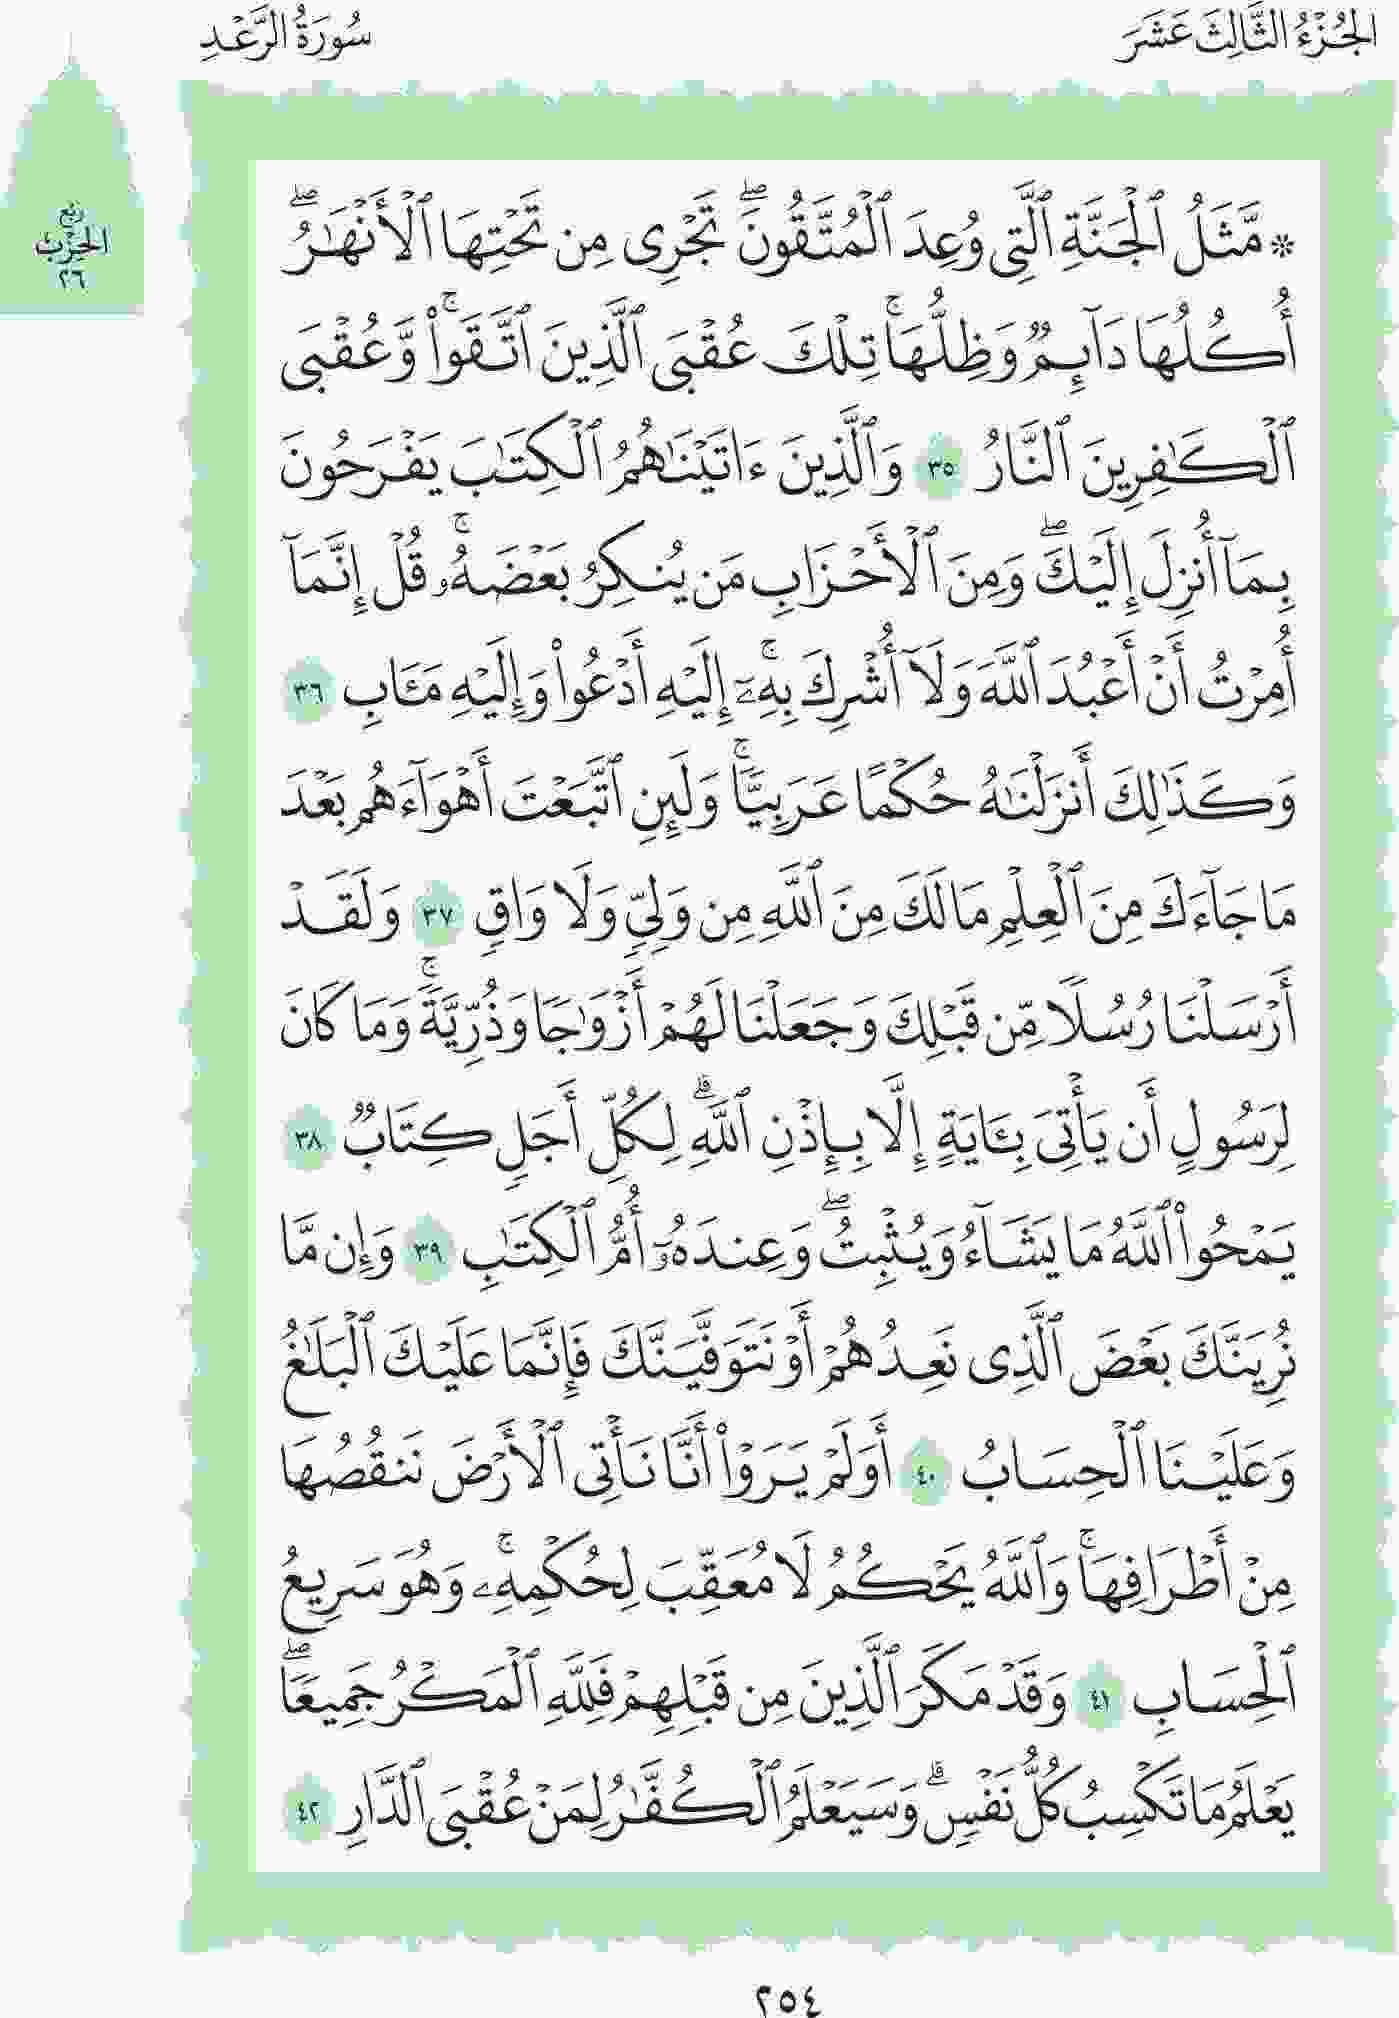 الجُزْءُ الثَّالِثَ عَشَرَ
سُورَةُ الرَّعْدِ
رُبع
الحِزْب
٢٦
۞ مَّثَلُ ٱلْجَنَّةِ ٱلَّتِى وُعِدَ ٱلْمُتَّقُونَۖ تَجْرِى مِن تَحْتِهَا ٱلْأَنْهَٰرُۖ
أُكُلُهَا دَآئِمٌ وَظِلُّهَاۚ تِلْكَ عُقْبَى ٱلَّذِينَ ٱتَّقَوا۟ۚ وَّعُقْبَى
ٱلْكَٰفِرِينَ ٱلنَّارُ ٣٥ وَٱلَّذِينَ ءَاتَيْنَٰهُمُ ٱلْكِتَٰبَ يَفْرَحُونَ
بِمَآ أُنزِلَ إِلَيْكَۖ وَمِنَ ٱلْأَحْزَابِ مَن يُنكِرُ بَعْضَهُۥۚ قُلْ إِنَّمَآ
أُمِرْتُ أَنْ أَعْبُدَ ٱللَّهَ وَلَآ أُشْرِكَ بِهِۦٓۚ إِلَيْهِ أَدْعُوا۟ وَإِلَيْهِ مَـَٔابِ ٣٦
وَكَذَٰلِكَ أَنزَلْنَٰهُ حُكْمًا عَرَبِيًّاۚ وَلَئِنِ ٱتَّبَعْتَ أَهْوَآءَهُم بَعْدَ
مَا جَآءَكَ مِنَ ٱلْعِلْمِ مَا لَكَ مِنَ ٱللَّهِ مِن وَلِىٍّ وَلَا وَاقٍ ٣٧ وَلَقَدْ
أَرْسَلْنَا رُسُلًا مِّن قَبْلِكَ وَجَعَلْنَا لَهُمْ أَزْوَٰجًا وَذُرِّيَّةًۚ وَمَا كَانَ
لِرَسُولٍ أَن يَأْتِىَ بِـَٔايَةٍ إِلَّا بِإِذْنِ ٱللَّهِۗ لِكُلِّ أَجَلٍ كِتَابٌ ٣٨
يَمْحُوا۟ ٱللَّهُ مَا يَشَآءُ وَيُثْبِتُۖ وَعِندَهُۥٓ أُمُّ ٱلْكِتَٰبِ ٣٩ وَإِن مَّا
نُرِيَنَّكَ بَعْضَ ٱلَّذِى نَعِدُهُمْ أَوْ نَتَوَفَّيَنَّكَ فَإِنَّمَا عَلَيْكَ ٱلْبَلَٰغُ
وَعَلَيْنَا ٱلْحِسَابُ ٤٠ أَوَلَمْ يَرَوْا۟ أَنَّا نَأْتِى ٱلْأَرْضَ نَنقُصُهَا
مِنْ أَطْرَافِهَاۚ وَٱللَّهُ يَحْكُمُ لَا مُعَقِّبَ لِحُكْمِهِۦۚ وَهُوَ سَرِيعُ
ٱلْحِسَابِ ٤١ وَقَدْ مَكَرَ ٱلَّذِينَ مِن قَبْلِهِمْ فَلِلَّهِ ٱلْمَكْرُ جَمِيعًاۖ
يَعْلَمُ مَا تَكْسِبُ كُلُّ نَفْسٍۗ وَسَيَعْلَمُ ٱلْكُفَّٰرُ لِمَنْ عُقْبَى ٱلدَّارِ ٤٢
٢٥٤